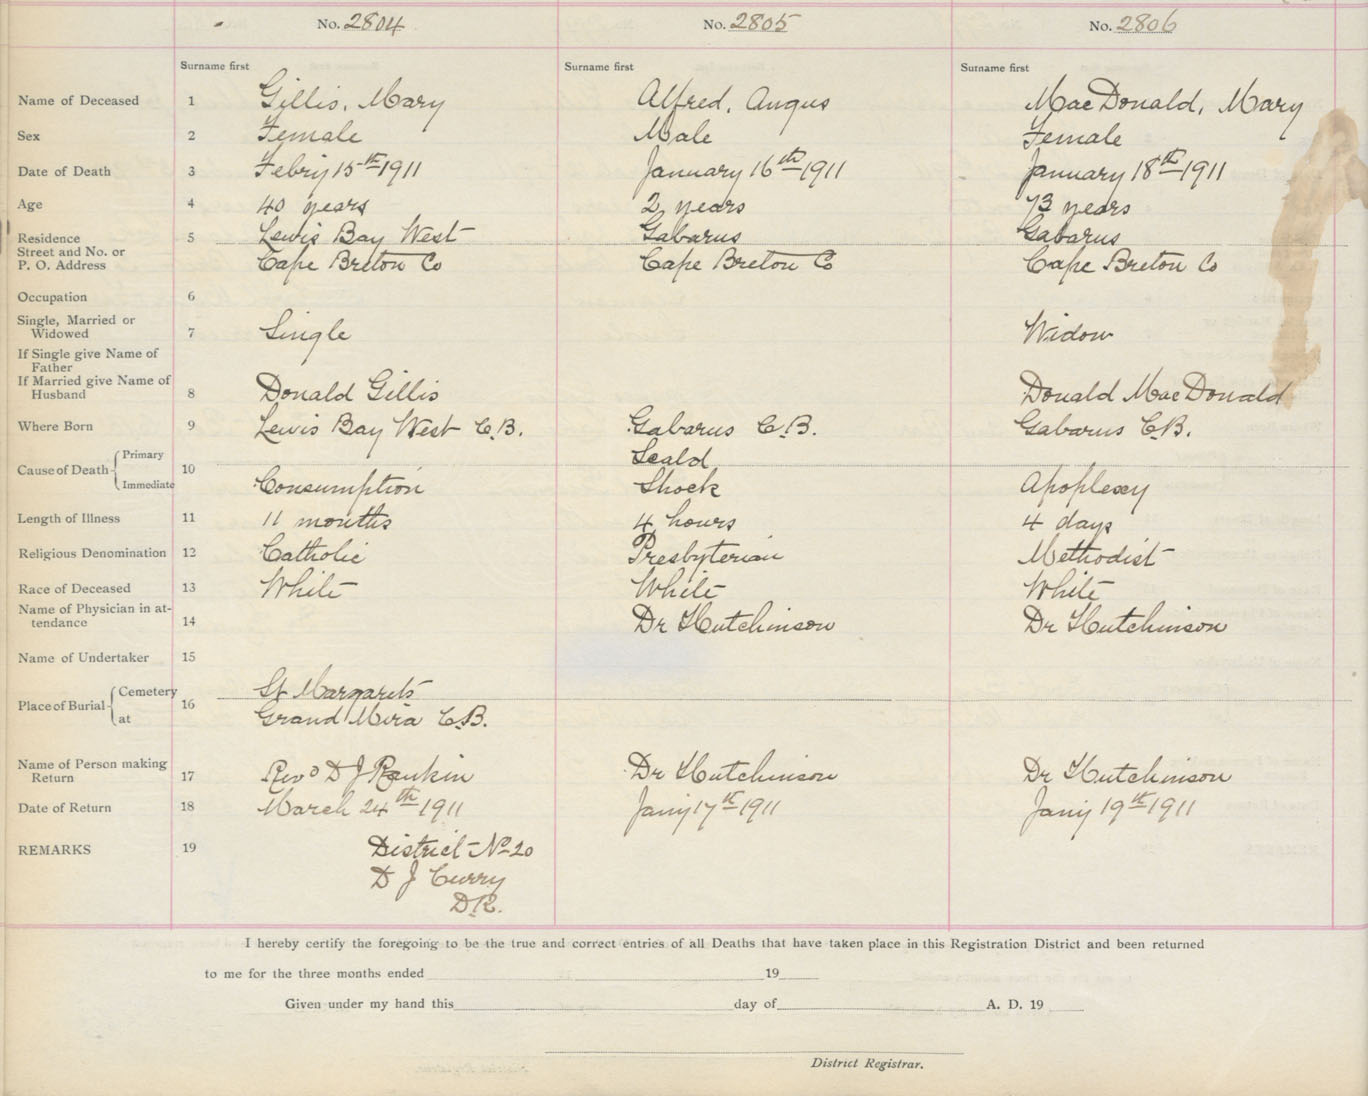 No. 2804 No. 2805 No. 2806
Surname first Surname first Surname first
Name of Deceased 1 Gillis, Mary Alfred, Angus MacDonald, Mary
Sex 2 Female Male Female
Date of Death 3 Febry 15th 1911 January 16th 1911 January 18th 1911
Age 4 40 years 2 years 73 years
Residence 5 Lewis Bay West Gabarus Gabarus
Street and No. or
P. O. Address Cape Breton Co Cape Breton Co Cape Breton Co
Occupation 6
Single, Married or
Widowed 7 Single Widow
If Single give Name of
Father
If Married give Name of
Husband 8 Donald Gillis Donald MacDonald
Where Born 9 Lewis Bay West C.B. Gabarus C.B. Gabarus C.B.
Cause of Death Primary 10 Scald
Immediate Consumption Shock Apoplexy
Length of Illness 11 11 months 4 hours 4 days
Religious Denomination 12 Catholic Presbyterian Methodist
Race of Deceased 13 White White White
Name of Physician in at-
tendance 14 Dr Hutchinson Dr Hutchinson
Name of Undertaker 15
Place of Burial Cemetery 16 St Margarets
at Grand Mira C.B.
Name of Person making
Return 17 Revd D J Rankin Dr Hutchinson Dr Hutchinson
Date of Return 18 March 24th 1911 Jany 17th 1911 Jany 19th 1911
REMARKS 19 District No 20
D J Curry
D.R.
I hereby certify the foregoing to be the true and correct entries of all Deaths that have taken place in this Registration District and been returned
to me for the three months ended 19
Given under my hand this day of A. D. 19
District Registrar.